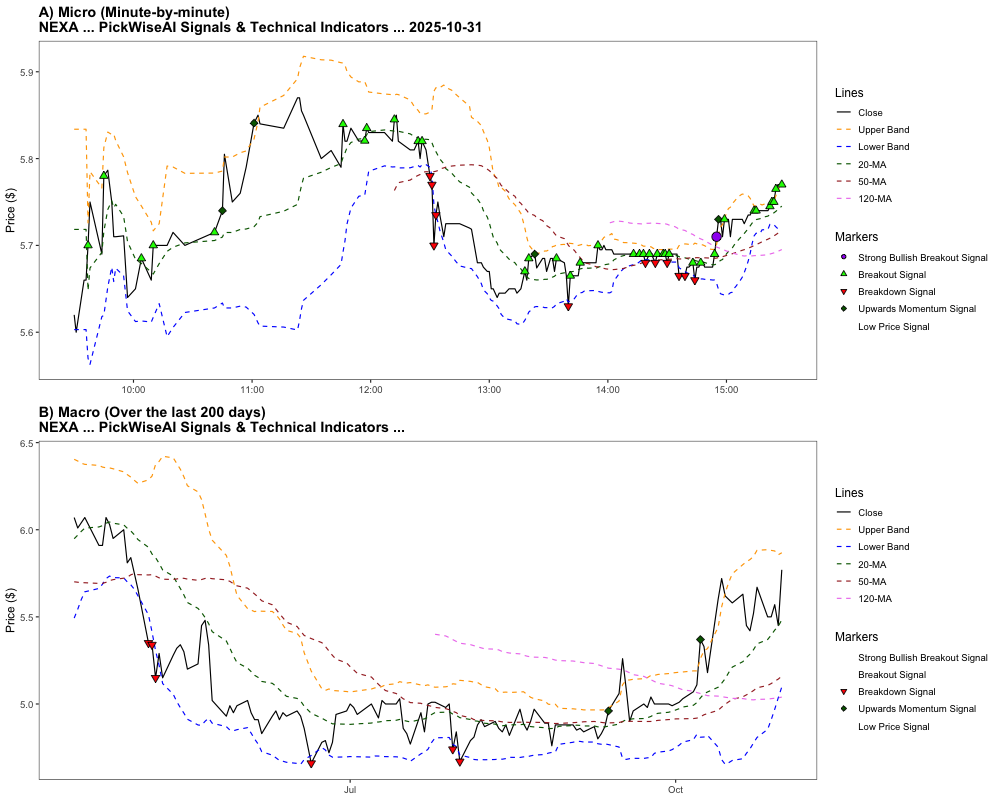 A) Micro (Minute-by-minute)
NEXA ... PickWiseAI Signals & Technical Indicators ... 2025-10-31
5.9
5.8
5.7
5.6
Price ($)
10:00
11:00
12:00
13:00
14:00
15:00
Lines
Close
Upper Band
Lower Band
20-MA
50-MA
120-MA
Markers
Strong Bullish Breakout Signal
Breakout Signal
Breakdown Signal
Upwards Momentum Signal
Low Price Signal
B) Macro (Over the last 200 days)
NEXA ... PickWiseAI Signals & Technical Indicators ...
6.5
6.0
5.5
5.0
Price ($)
Jul
Oct
Lines
Close
Upper Band
Lower Band
20-MA
50-MA
120-MA
Markers
Strong Bullish Breakout Signal
Breakout Signal
Breakdown Signal
Upwards Momentum Signal
Low Price Signal